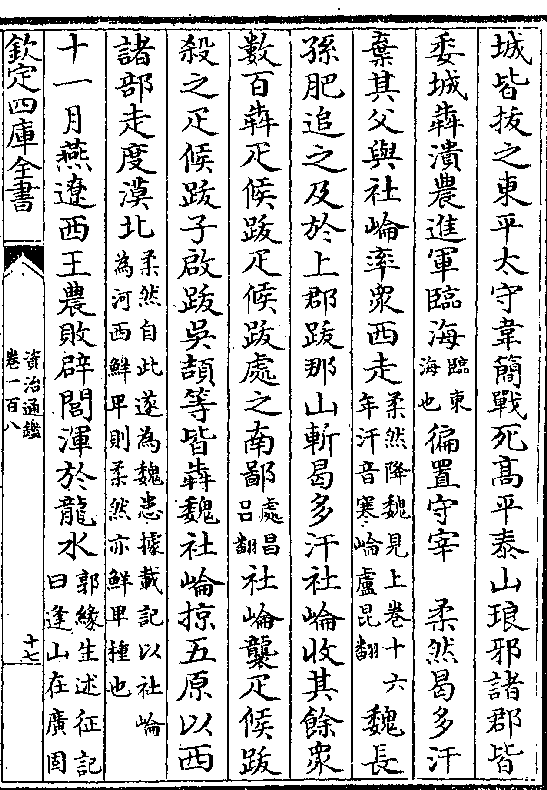 城皆拔之東平太守韋簡戰死高平泰山琅邪諸郡皆
委城犇潰農進軍臨海臨東海也徧置守宰　柔然曷多汗
棄其父與社崘率衆西走柔然降魏見上卷十六年汗音寒崘盧昆翻魏長
孫肥追之及於上郡跋那山斬曷多汗社崘收其餘衆
數百犇疋候跋疋候跋處之南鄙處昌呂翻社崘襲疋候跋
殺之疋候跋子啟跋吳頡等皆犇魏社崘掠五原以西
諸部走度漠北柔然自此遂為魏患據載記以社崘為河西鮮卑則柔然亦鮮卑種也
十一月燕遼西王農敗辟閭渾於龍水郭緣生述征記曰逢山在廣固
欽定四庫全書
資治通鑑
卷一百八
十七